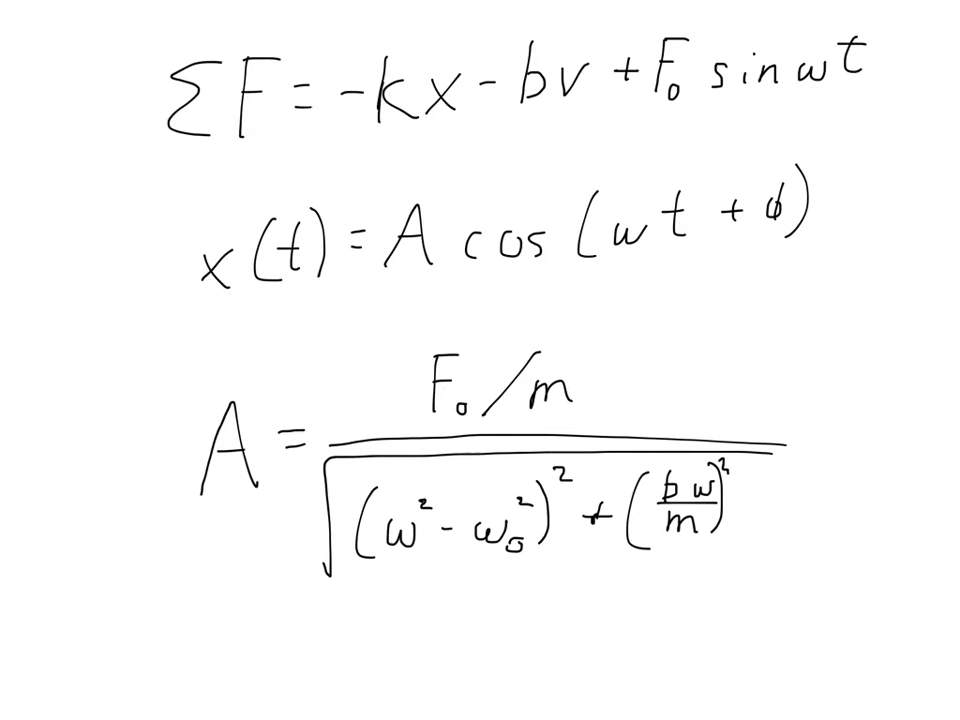 ΣF = -kx - bv + F₀ sin ωt
x(t) = A cos (ωt + ϕ)
A = F₀/m / √((ω² - ω₀²)² + (bω/m)²)